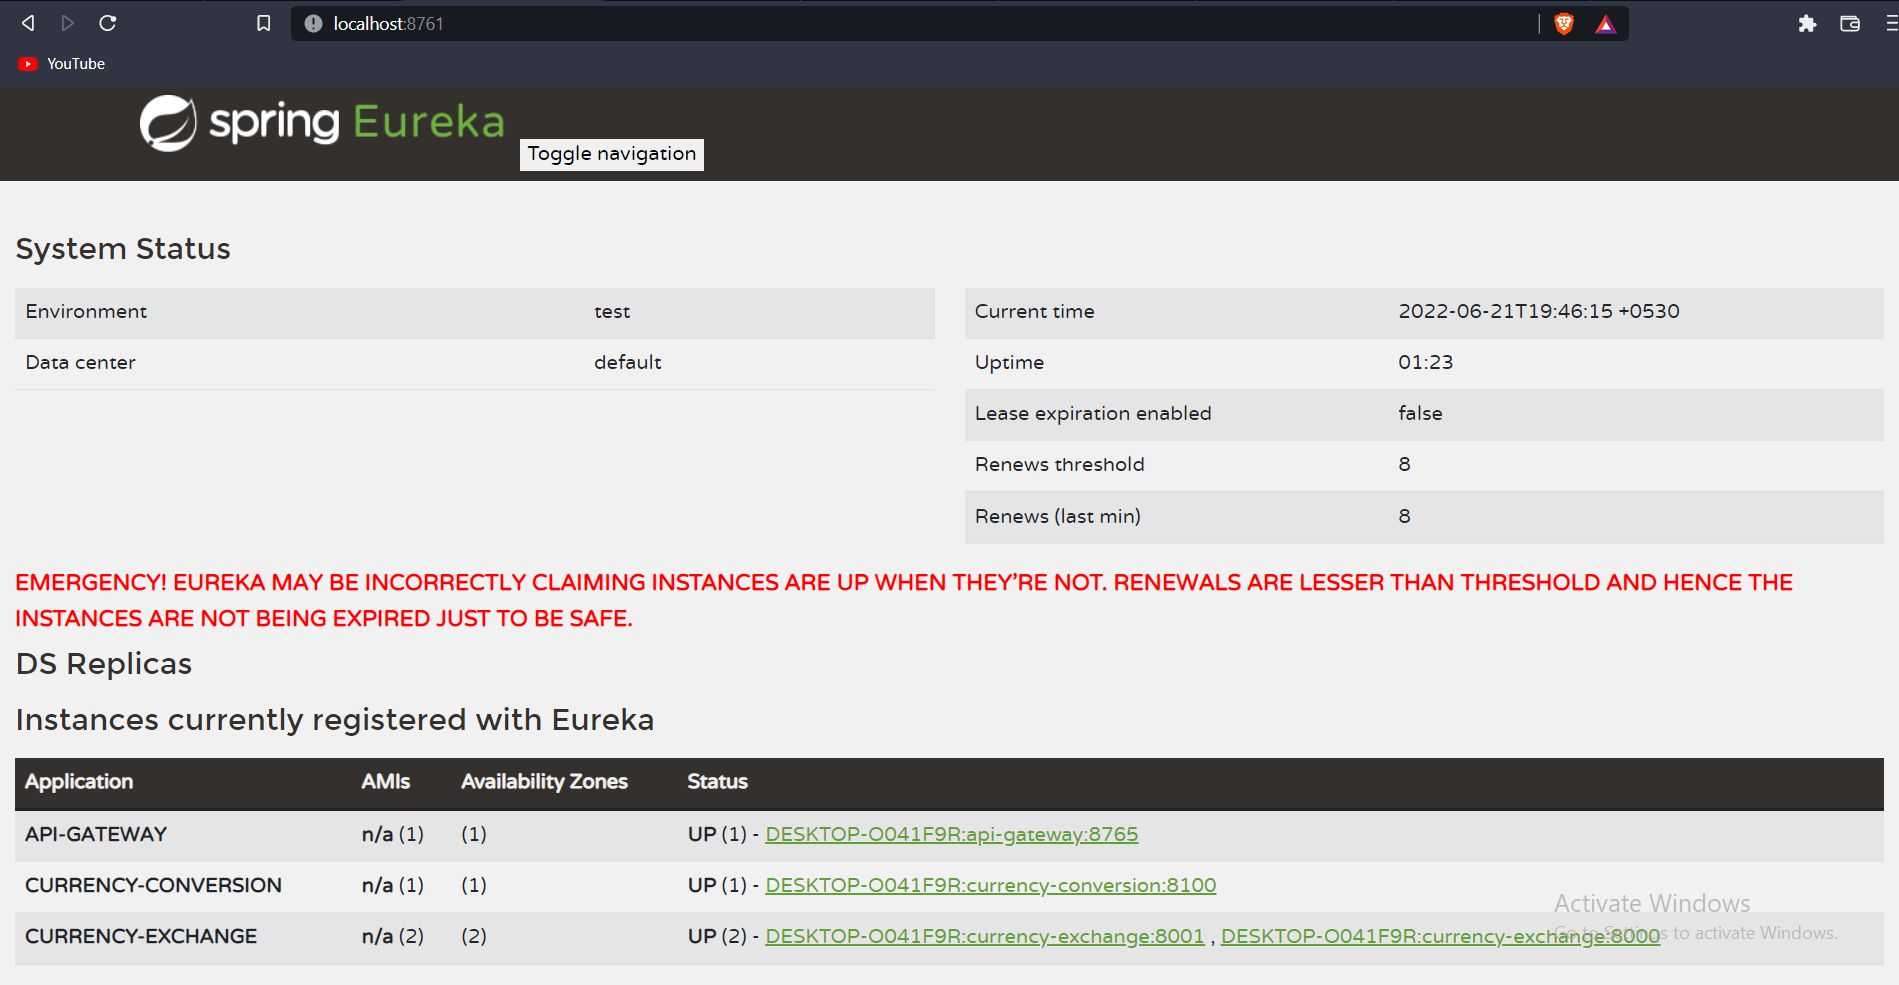 localhost:8761
YouTube
spring Eureka
Toggle navigation
System Status
Environment test
Data center default
Current time 2022-06-21T19:46:15 +0530
Uptime 01:23
Lease expiration enabled false
Renews threshold 8
Renews (last min) 8
EMERGENCY! EUREKA MAY BE INCORRECTLY CLAIMING INSTANCES ARE UP WHEN THEY'RE NOT. RENEWALS ARE LESSER THAN THRESHOLD AND HENCE THE
INSTANCES ARE NOT BEING EXPIRED JUST TO BE SAFE.
DS Replicas
Instances currently registered with Eureka
Application AMIs Availability Zones Status
API-GATEWAY n/a (1) (1) UP (1) - DESKTOP-O041F9R:api-gateway:8765
CURRENCY-CONVERSION n/a (1) (1) UP (1) - DESKTOP-O041F9R:currency-conversion:8100
CURRENCY-EXCHANGE n/a (2) (2) UP (2) - DESKTOP-O041F9R:currency-exchange:8001 , DESKTOP-O041F9R:currency-exchange:8000
Activate Windows
Go to Settings to activate Windows.